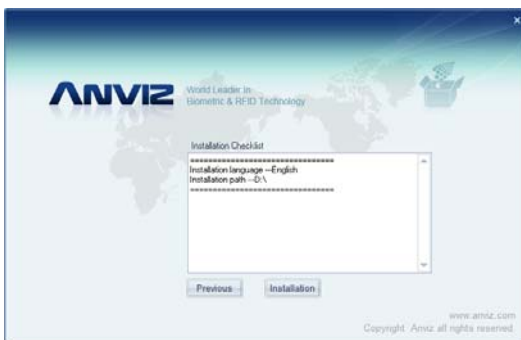 ANVIZ
World Leader in
Biometric & RFID Technology
Installation Checklist
================================
Installation language ---English
Installation path ---D:\
================================
Previous
Installation
www.anviz.com
Copyright Anviz all rights reserved